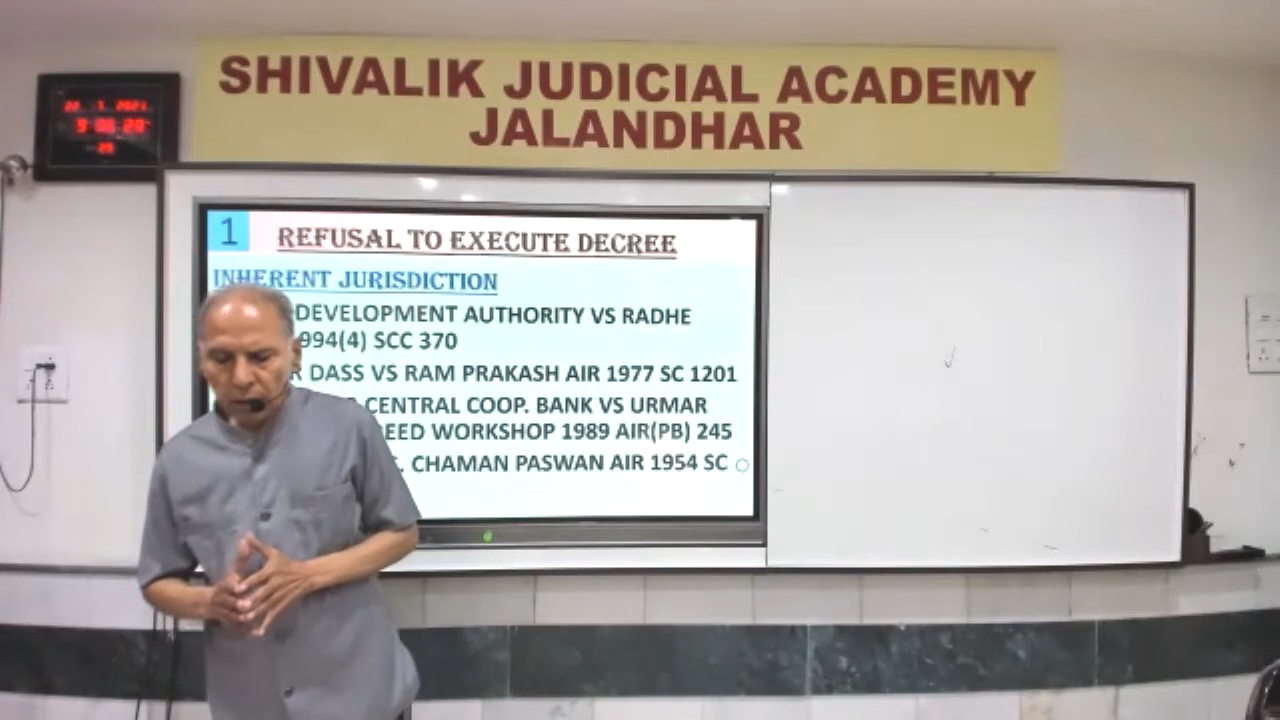 SHIVALIK JUDICIAL ACADEMY
JALANDHAR
1
REFUSAL TO EXECUTE DECREE
INHERENT JURISDICTION
DEVELOPMENT AUTHORITY VS RADHE
994(4) SCC 370
R DASS VS RAM PRAKASH AIR 1977 SC 1201
CENTRAL COOP. BANK VS URMAR
EED WORKSHOP 1989 AIR(PB) 245
CHAMAN PASWAN AIR 1954 SC